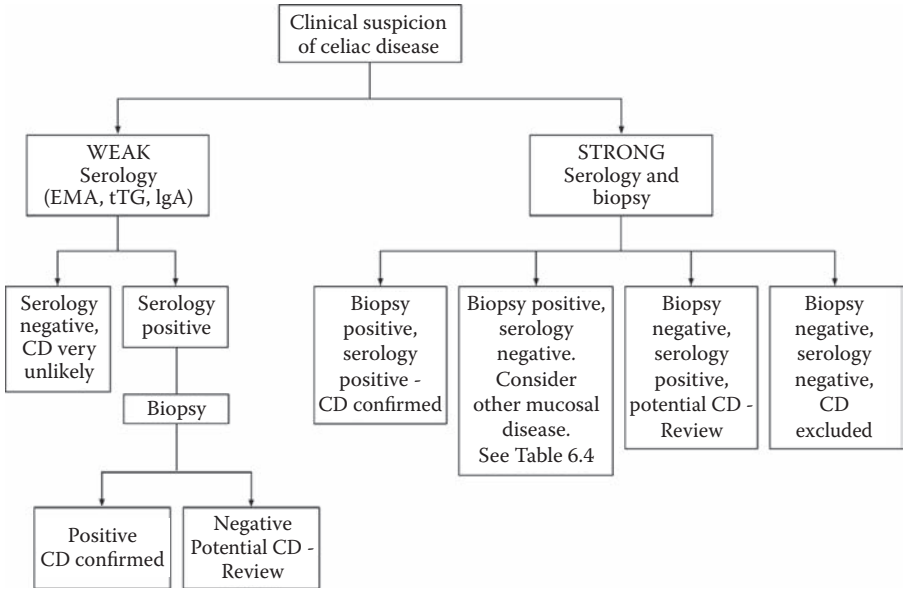 Clinical suspicion
of celiac disease
WEAK
Serology
(EMA, tTG, lgA)
STRONG
Serology and
biopsy
Serology
negative,
CD very
unlikely
Serology
positive
Biopsy
positive,
serology
positive -
CD confirmed
Biopsy positive,
serology
negative.
Consider
other mucosal
disease.
See Table 6.4
Biopsy
negative,
serology
positive,
potential CD -
Review
Biopsy
negative,
serology
negative,
CD
excluded
Biopsy
Positive
CD confirmed
Negative
Potential CD -
Review